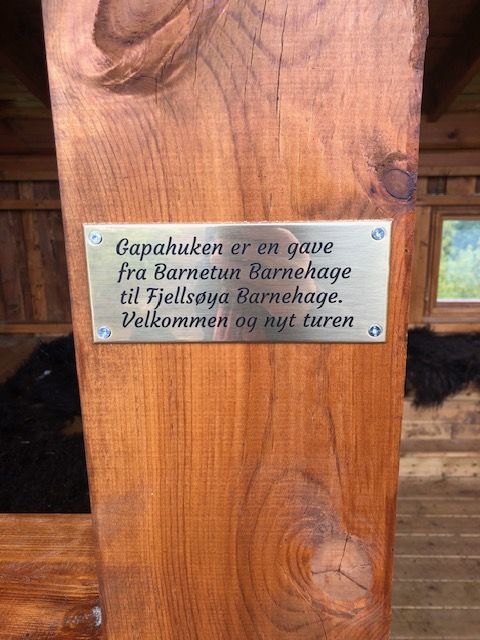 Gapahuken er en gave
fra Barnetun Barnehage
til Fjellsøya Barnehage.
Velkommen og nyt turen